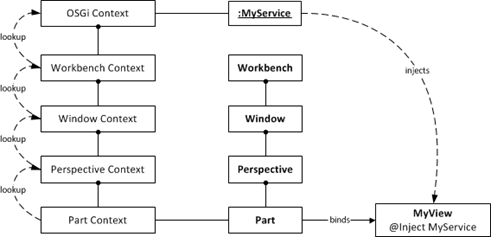 OSGi Context
:MyService
lookup
Workbench Context
Workbench
injects
lookup
Window Context
Window
lookup
Perspective Context
Perspective
lookup
Part Context
Part
binds
MyView
@Inject MyService